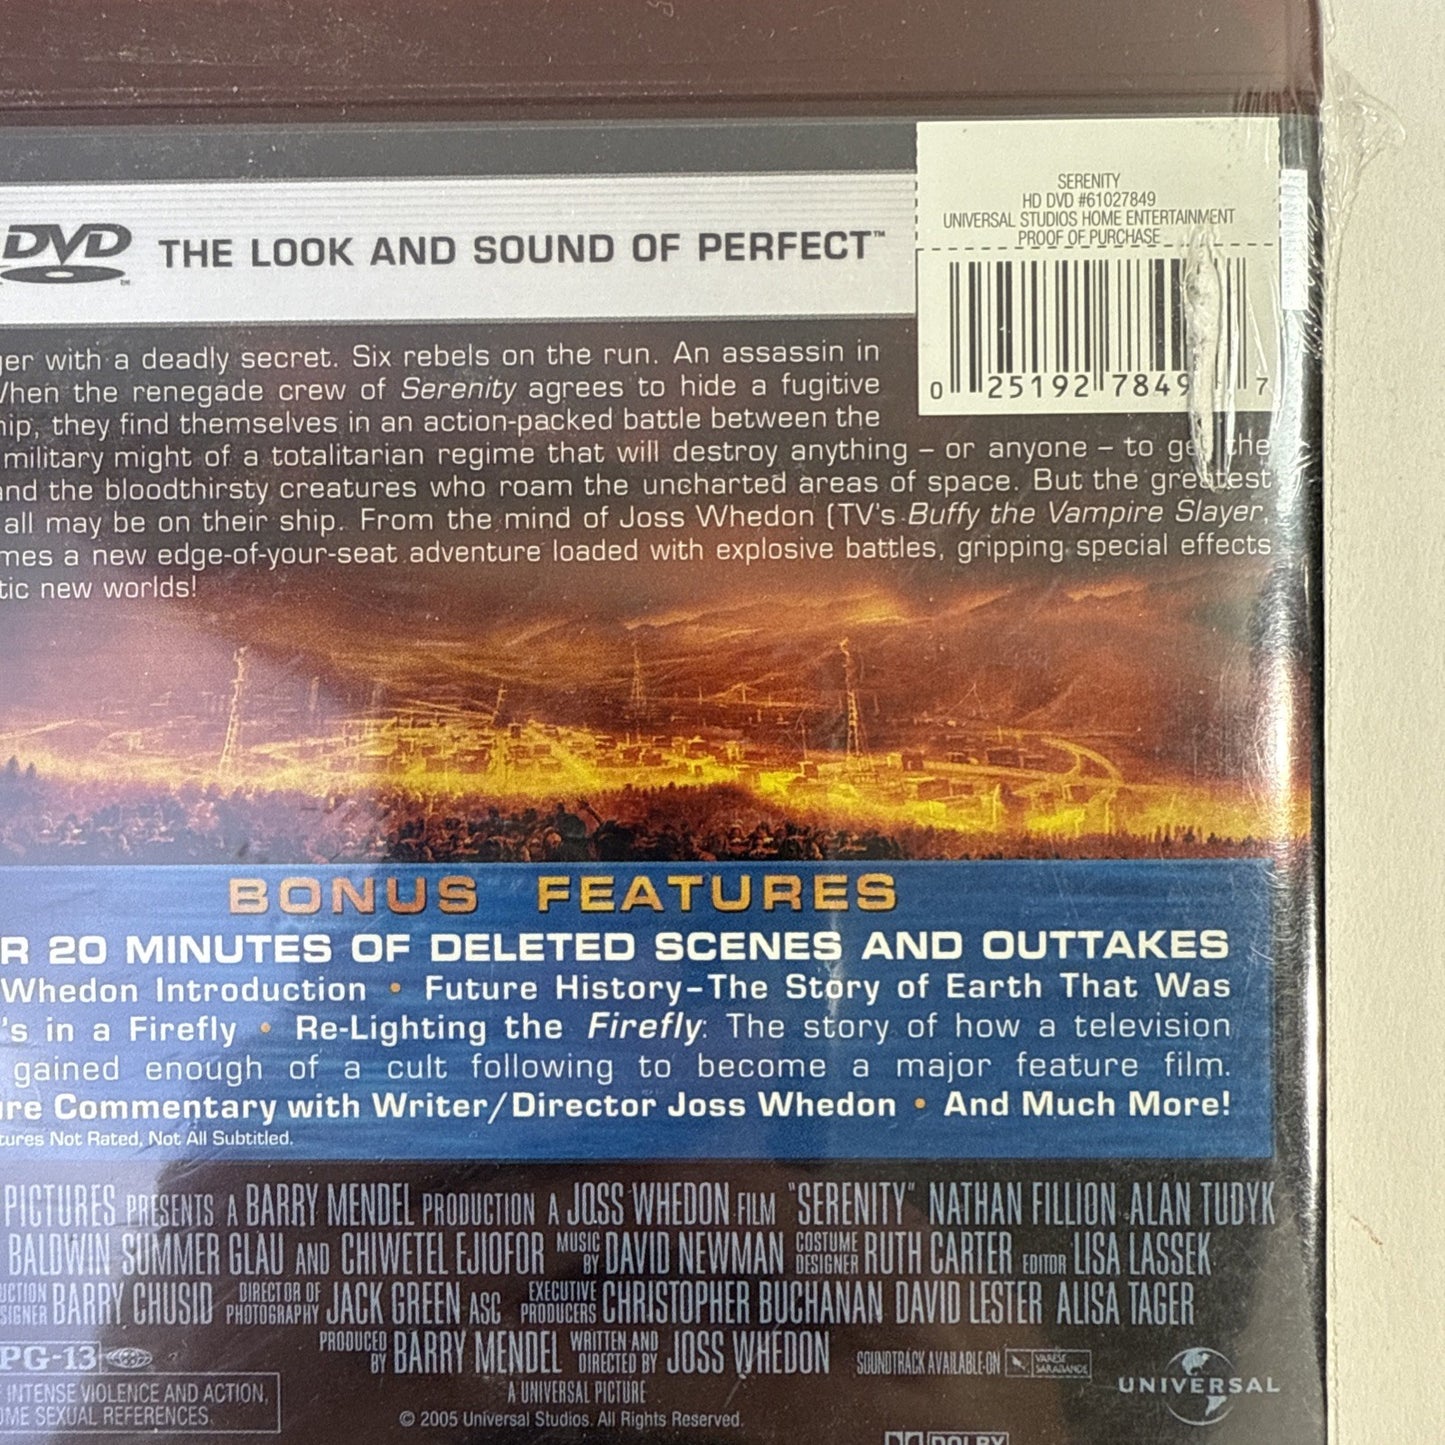 SERENITY
HD DVD #61027849
UNIVERSAL STUDIOS HOME ENTERTAINMENT
PROOF OF PURCHASE
DVD THE LOOK AND SOUND OF PERFECT™
0 25192 7849 7
with a deadly secret. Six rebels on the run. An assassin in
the renegade crew of Serenity agrees to hide a fugitive
they find themselves in an action-packed battle between the
military might of a totalitarian regime that will destroy anything – or anyone – to get the
and the bloodthirsty creatures who roam the uncharted areas of space. But the greatest
all may be on their ship. From the mind of Joss Whedon (TV's Buffy the Vampire Slayer,
mes a new edge-of-your-seat adventure loaded with explosive battles, gripping special effects
tic new worlds!
BONUS FEATURES
R 20 MINUTES OF DELETED SCENES AND OUTTAKES
Whedon Introduction • Future History–The Story of Earth That Was
's in a Firefly • Re-Lighting the Firefly: The story of how a television
gained enough of a cult following to become a major feature film.
ure Commentary with Writer/Director Joss Whedon • And Much More!
tures Not Rated, Not All Subtitled.
PICTURES PRESENTS A BARRY MENDEL PRODUCTION A JOSS WHEDON FILM "SERENITY" NATHAN FILLION ALAN TUDYK
BALDWIN SUMMER GLAU AND CHIWETEL EJIOFOR MUSIC BY DAVID NEWMAN COSTUME DESIGNER RUTH CARTER EDITOR LISA LASSEK
UCTION SIGNER BARRY CHUSID DIRECTOR OF PHOTOGRAPHY JACK GREEN ASC EXECUTIVE PRODUCERS CHRISTOPHER BUCHANAN DAVID LESTER ALISA TAGER
PRODUCED BY BARRY MENDEL WRITTEN AND DIRECTED BY JOSS WHEDON SOUNDTRACK AVAILABLE ON VARÈSE SARABANDE
PG-13
INTENSE VIOLENCE AND ACTION,
OME SEXUAL REFERENCES
A UNIVERSAL PICTURE
UNIVERSAL
© 2005 Universal Studios. All Rights Reserved.
DOLBY